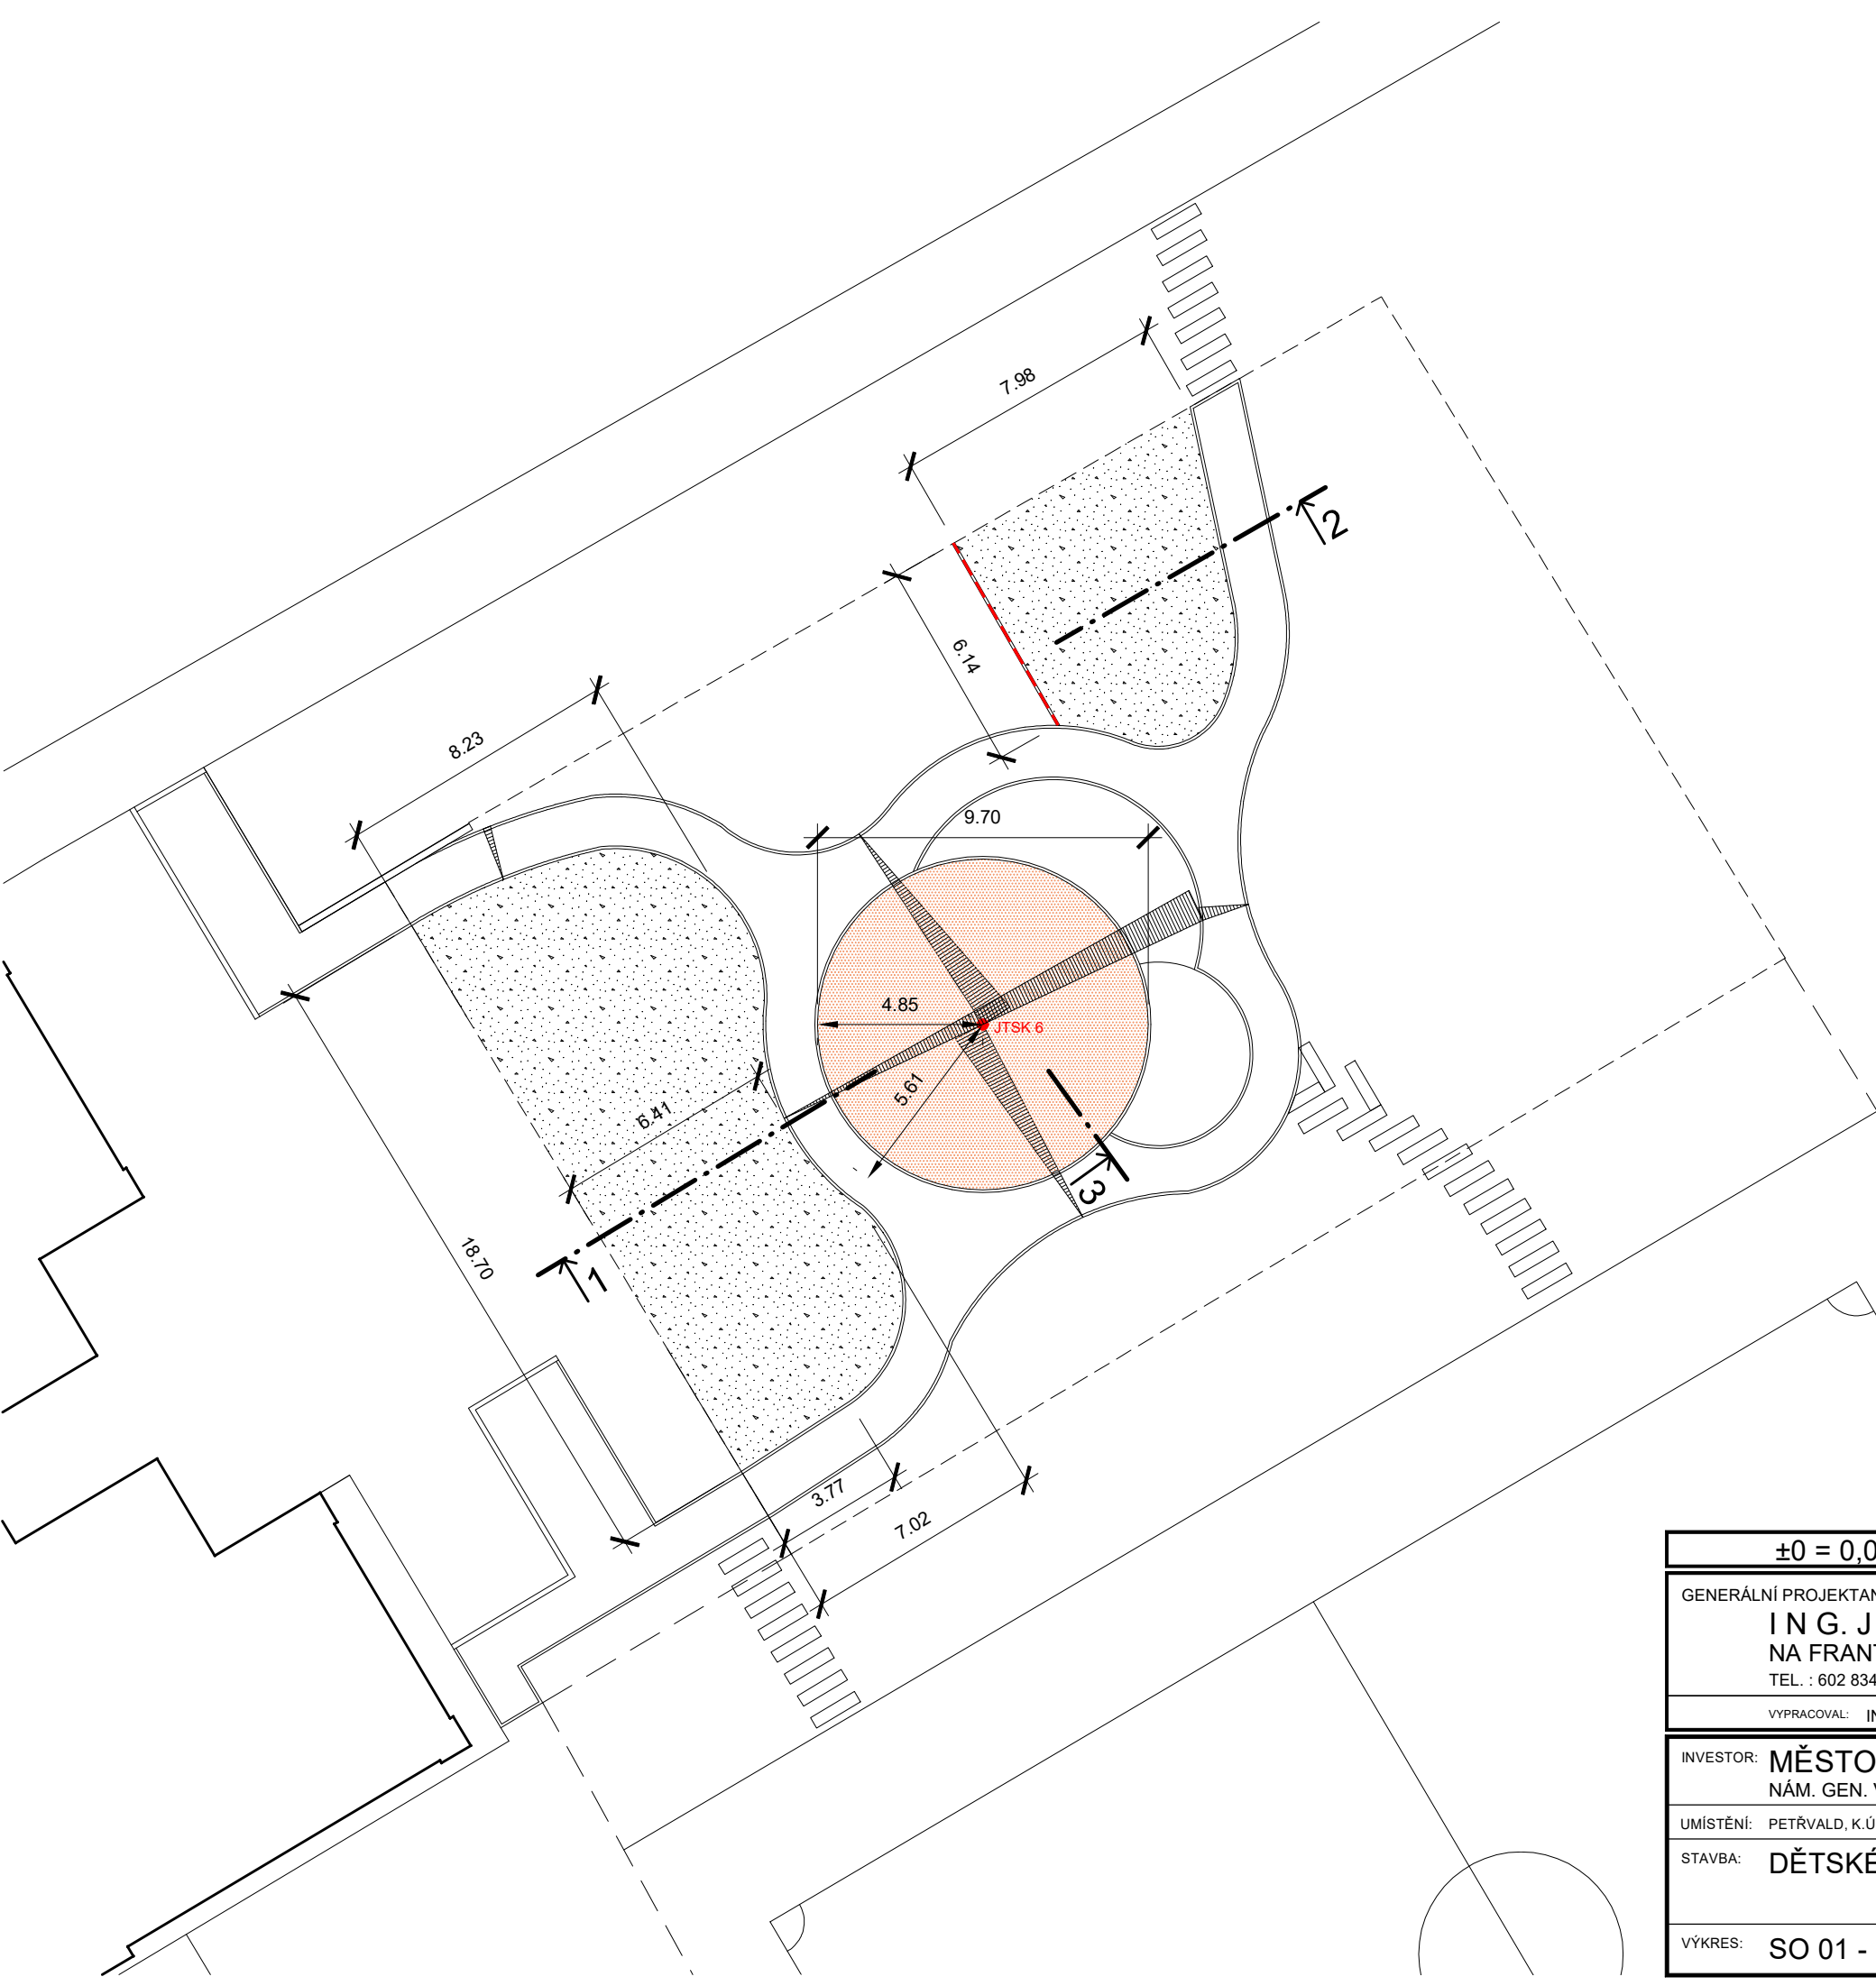 7.98
2
6.14
8.23
9.70
4.85
JTSK 6
5.61
6.41
3
18.70
1
3.77
7.02
±0 = 0,0
GENERÁLNÍ PROJEKTAN
I N G. J
NA FRANT
TEL. : 602 834
VYPRACOVAL: IN
INVESTOR: MĚSTO
NÁM. GEN. V
UMÍSTĚNÍ: PETŘVALD, K.Ú
STAVBA: DĚTSKÉ
VÝKRES: SO 01 -